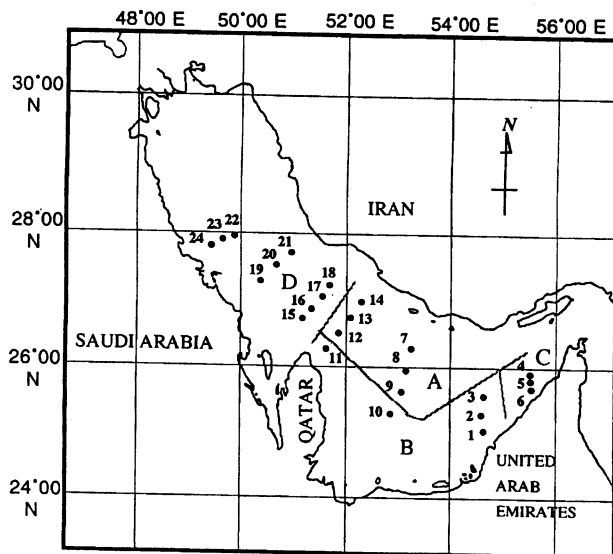 48°00 E 50°00 E 52°00 E 54°00 E 56°00 E
30°00
N
N
IRAN
28°00
N
22
23
24
21
20
19
D
18
17
16
15
14
13
12
11
SAUDI ARABIA
26°00
N
7
8
9
10
A
C
4
5
6
3
2
1
QATAR
B
UNITED
ARAB
EMIRATES
24°00
N